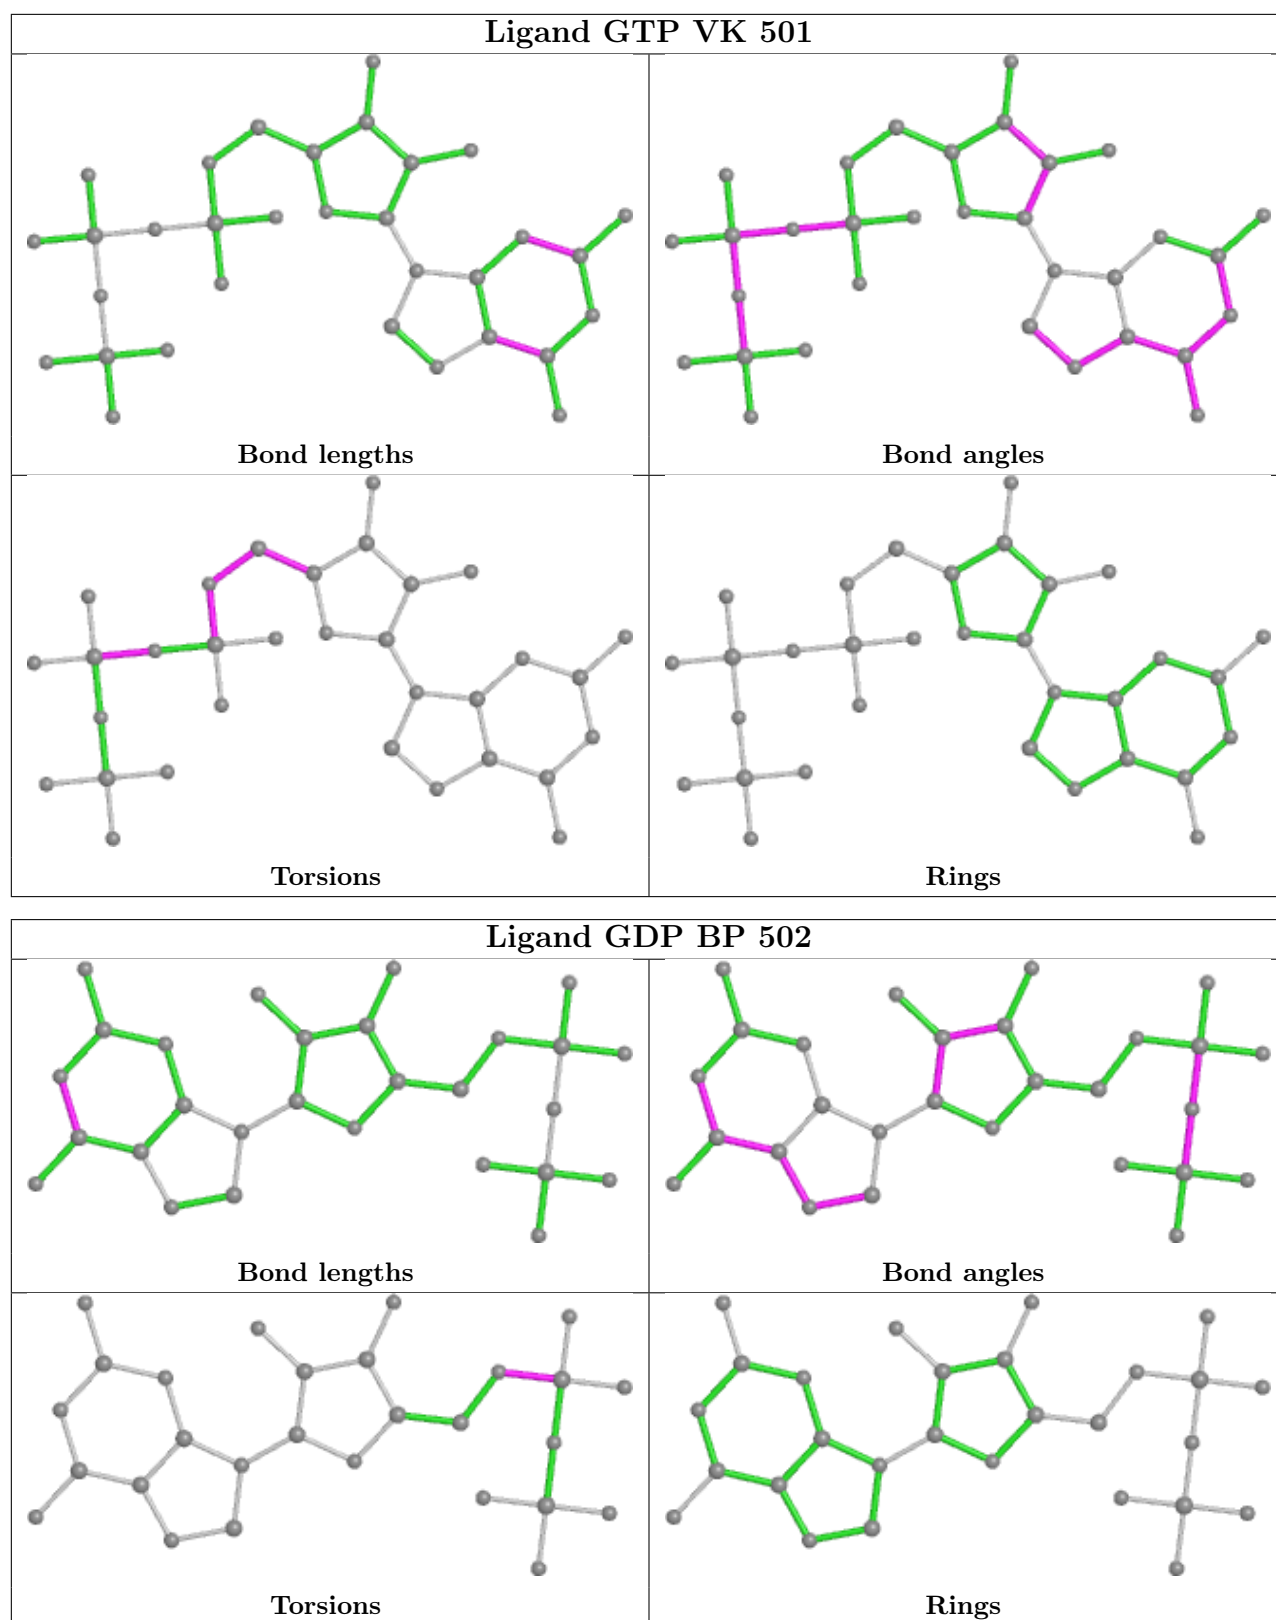 Ligand GTP VK 501
Bond lengths
Bond angles
Torsions
Rings
Ligand GDP BP 502
Bond lengths
Bond angles
Torsions
Rings